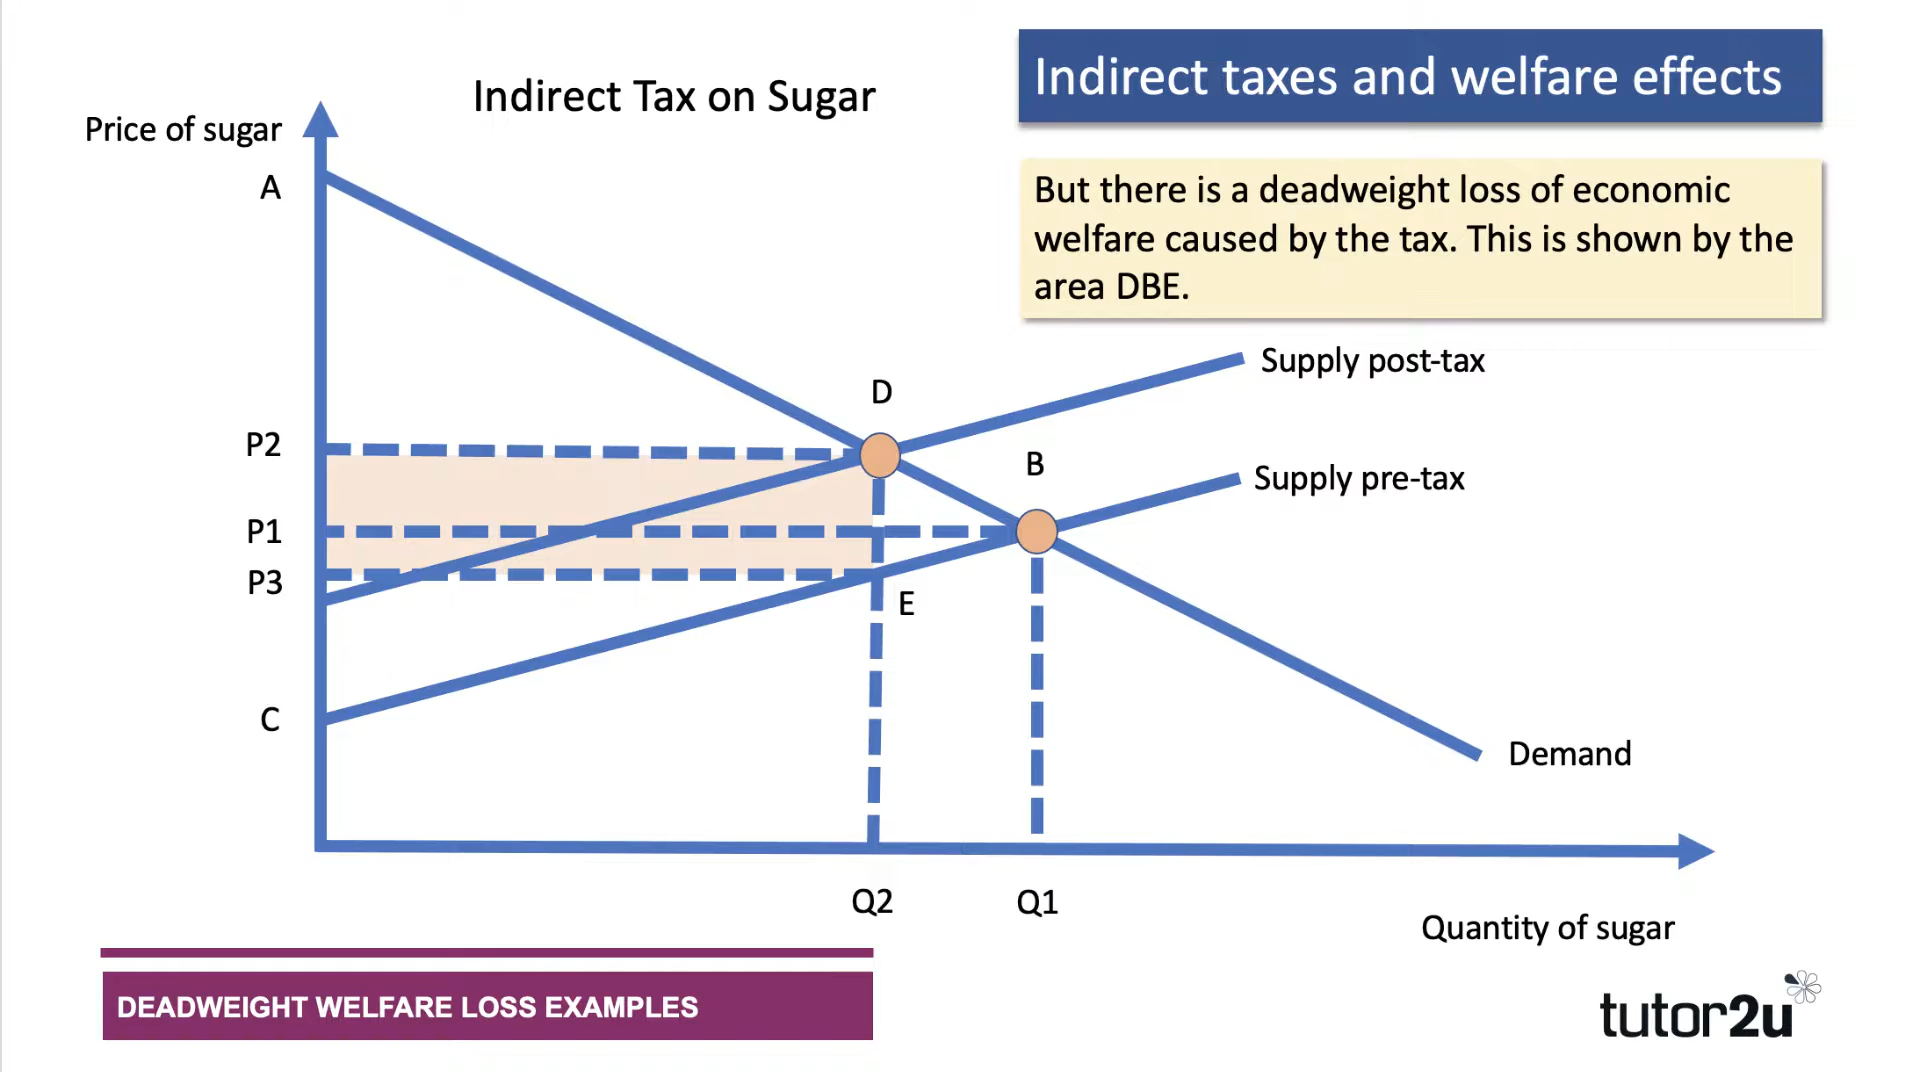 Indirect taxes and welfare effects
Indirect Tax on Sugar
Price of sugar
But there is a deadweight loss of economic
welfare caused by the tax. This is shown by the
area DBE.
A
Supply post-tax
D
P2
B
Supply pre-tax
P1
P3
E
C
Demand
Q2
Q1
Quantity of sugar
DEADWEIGHT WELFARE LOSS EXAMPLES
tutor2u